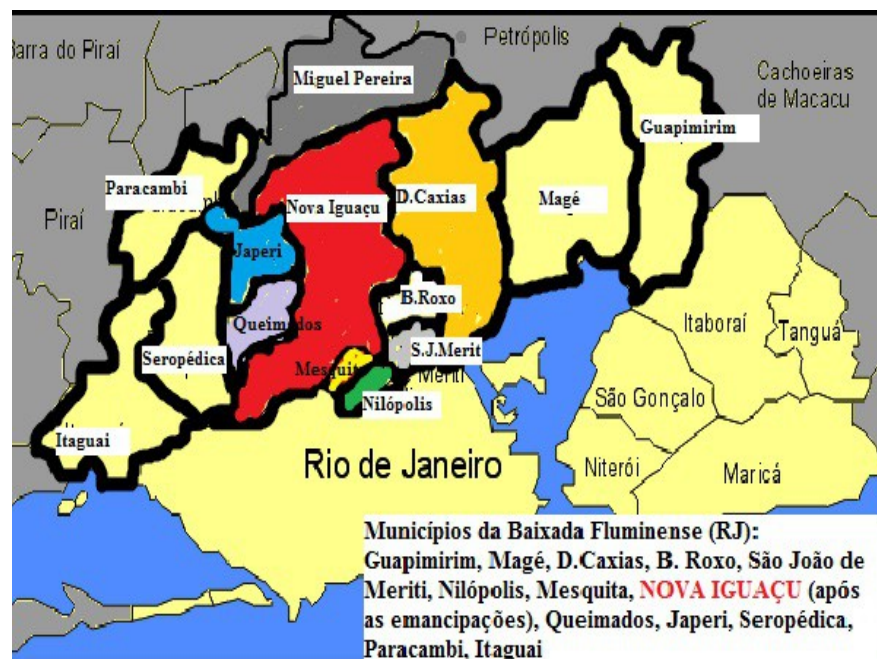 Petrópolis
Barra do Piraí
Miguel Pereira
Cachoeiras
de Macacu
Guapimirim
Paracambi
Nova Iguaçu
D.Caxias
Magé
Piraí
Japeri
B.Roxo
Queimados
Itaboraí
Tanguá
Seropédica
S.J.Merit
Mesquit
Meriti
São Gonçalo
Nilópolis
Itaguai
Rio de Janeiro
Niterói
Maricá
Municípios da Baixada Fluminense (RJ):
Guapimirim, Magé, D.Caxias, B. Roxo, São João de
Meriti, Nilópolis, Mesquita, NOVA IGUAÇU (após
as emancipações), Queimados, Japeri, Seropédica,
Paracambi, Itaguai